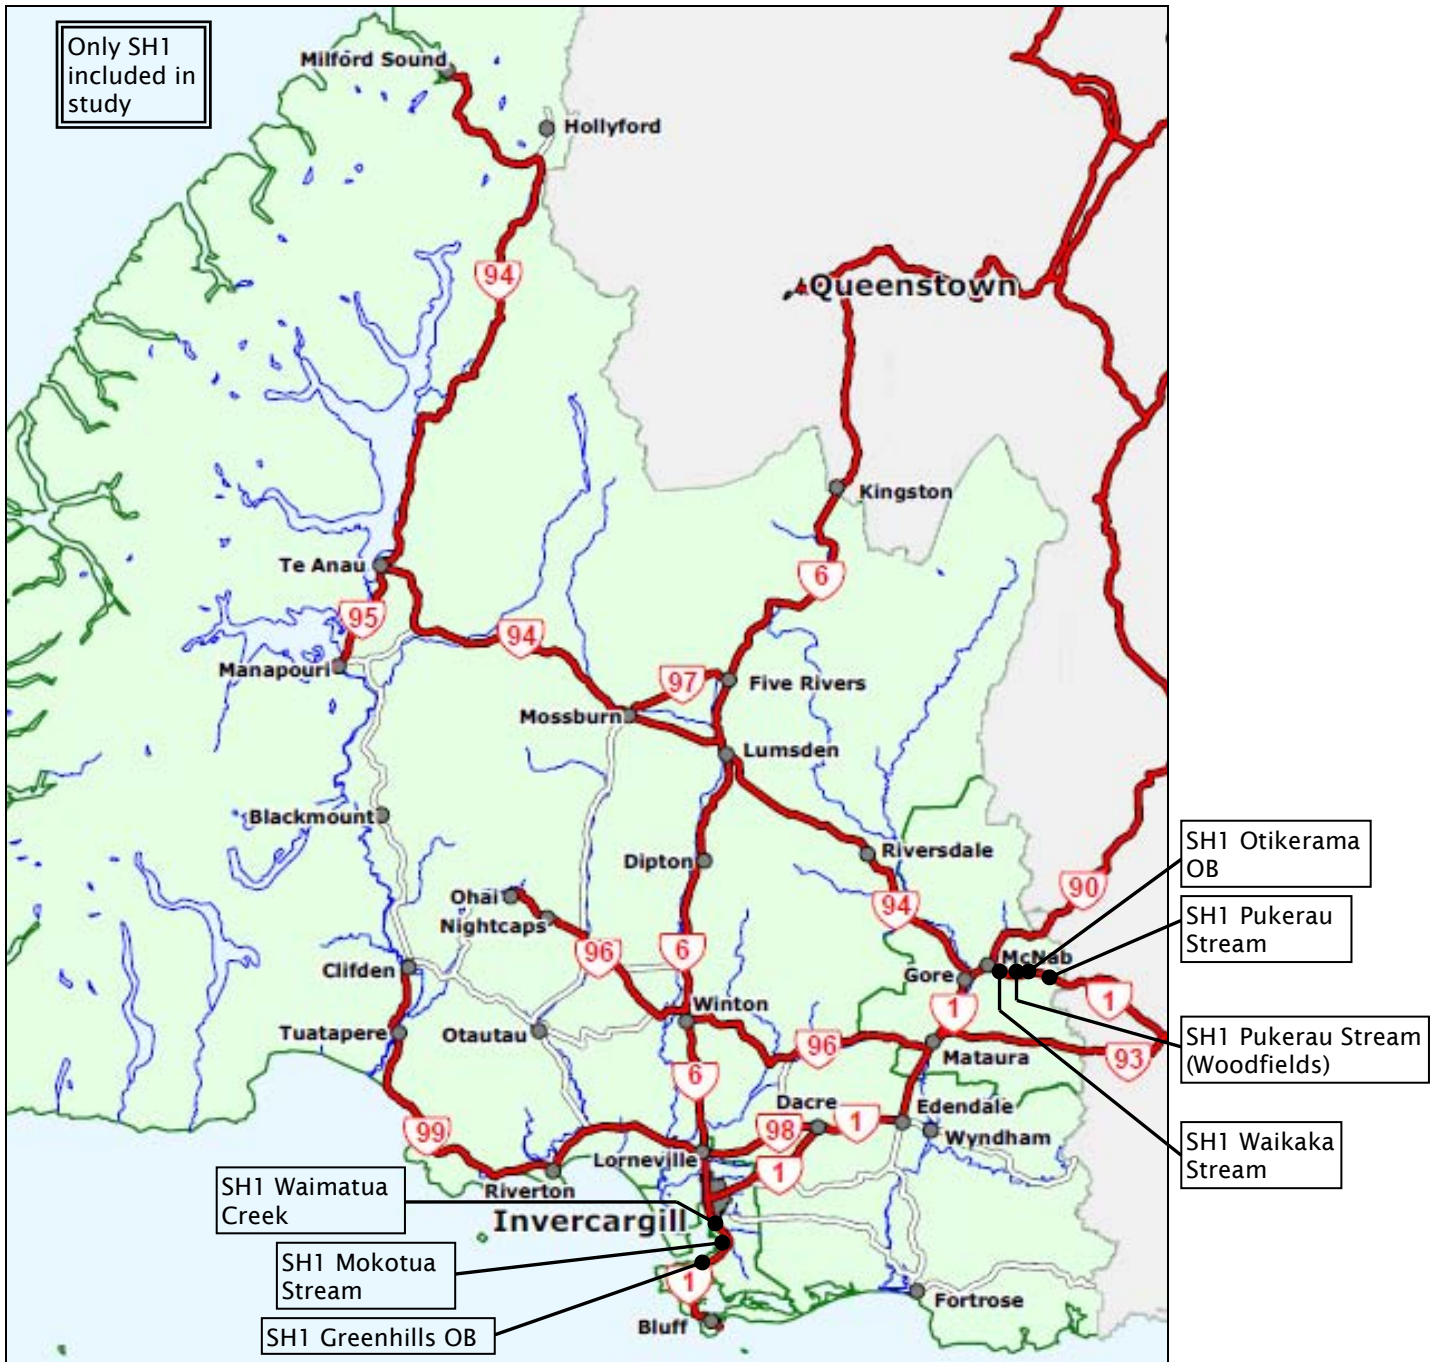 Only SH1
included in
study
Milford Sound
Hollyford
94
Queenstown
Kingston
Te Anau
6
95
94
Manapouri
97
Five Rivers
Mossburn
Lumsden
Blackmount
Dipton
Riversdale
SH1 Otikerama
OB
90
Ohai
94
SH1 Pukerau
Stream
Nightcaps
96
6
McNab
Clifden
Gore
1
1
Winton
Tuatapere
Otautau
96
Mataura
93
SH1 Pukerau Stream
(Woodfields)
6
Dacre
Edendale
99
98
1
Wyndham
SH1 Waikaka
Stream
Lorneville
1
Riverton
SH1 Waimatua
Creek
Invercargill
SH1 Mokotua
Stream
1
Fortrose
SH1 Greenhills OB
Bluff